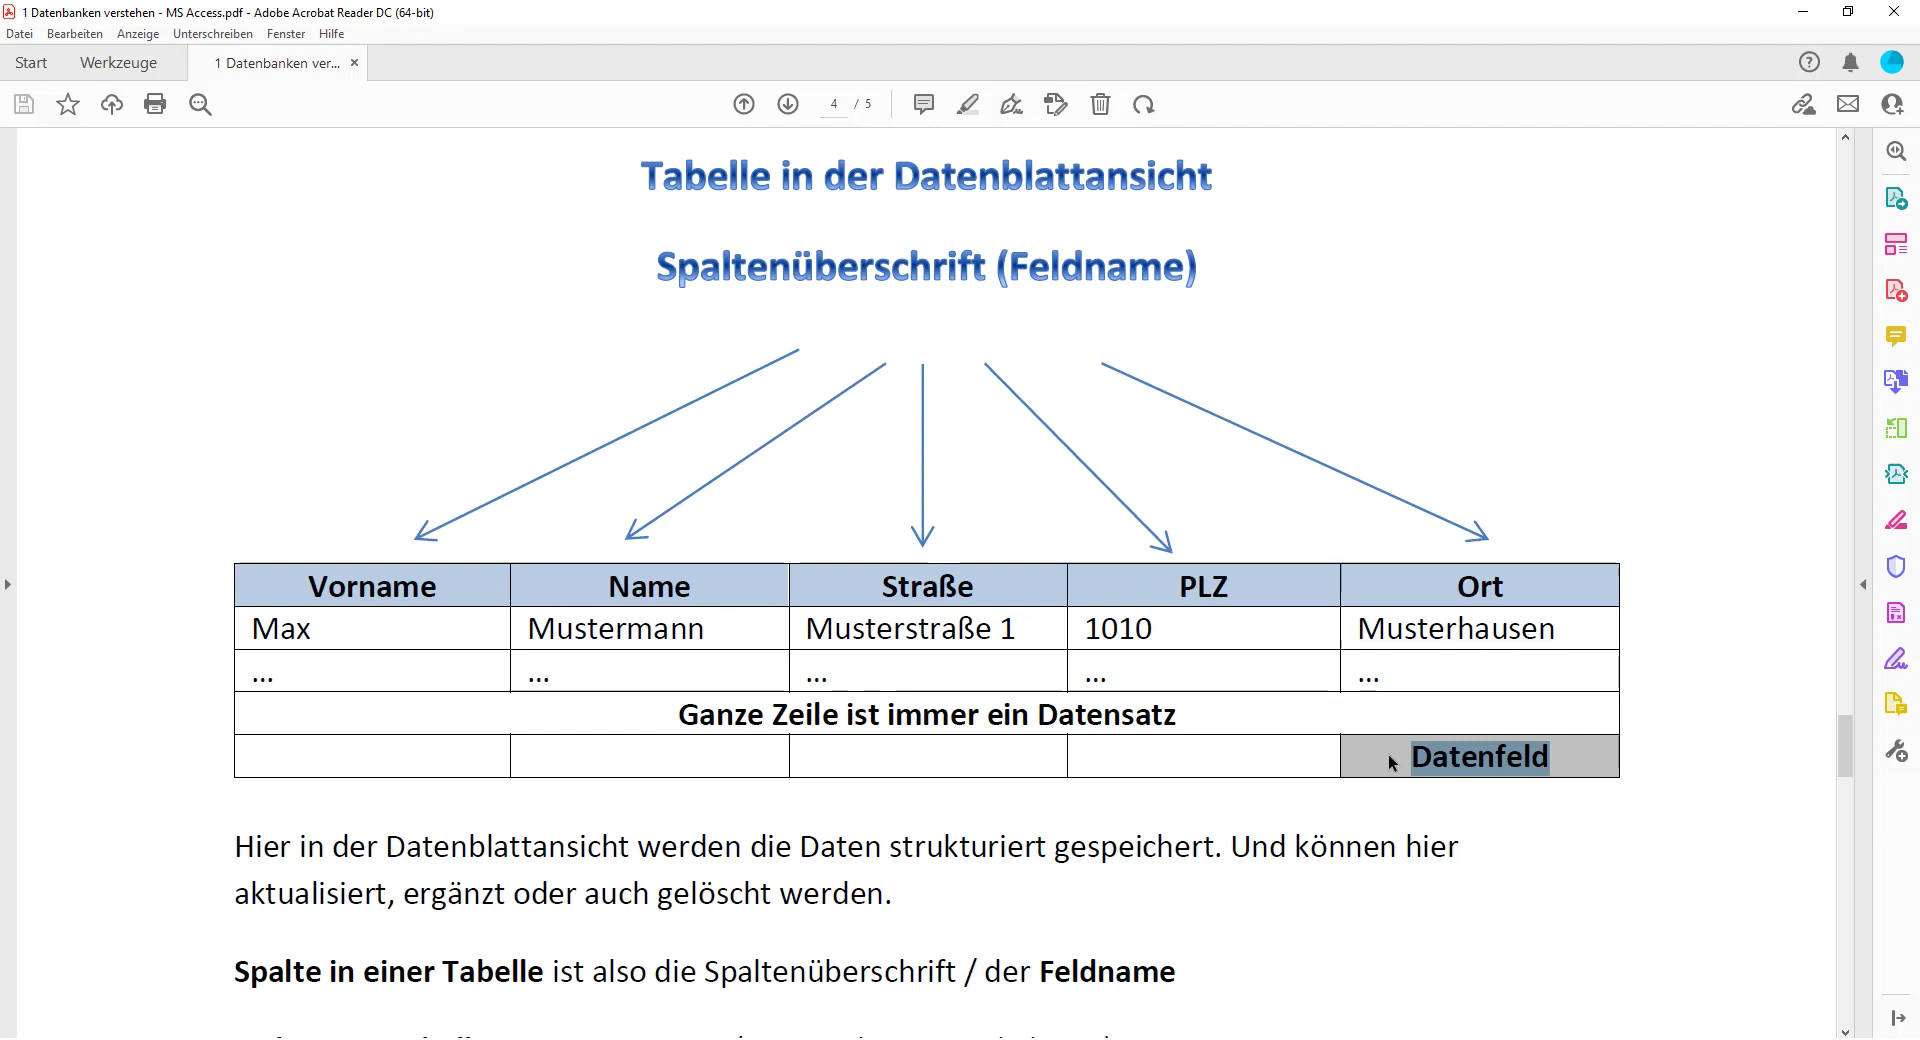 1 Datenbanken verstehen - MS Access.pdf - Adobe Acrobat Reader DC (64-bit)
Datei Bearbeiten Anzeige Unterschreiben Fenster Hilfe
Start Werkzeuge 1 Datenbanken ver... ×
4 / 5
Tabelle in der Datenblattansicht
Spaltenüberschrift (Feldname)
Vorname Name Straße PLZ Ort
Max Mustermann Musterstraße 1 1010 Musterhausen
... ... ... ... ...
Ganze Zeile ist immer ein Datensatz
Datenfeld
Hier in der Datenblattansicht werden die Daten strukturiert gespeichert. Und können hier
aktualisiert, ergänzt oder auch gelöscht werden.
Spalte in einer Tabelle ist also die Spaltenüberschrift / der Feldname